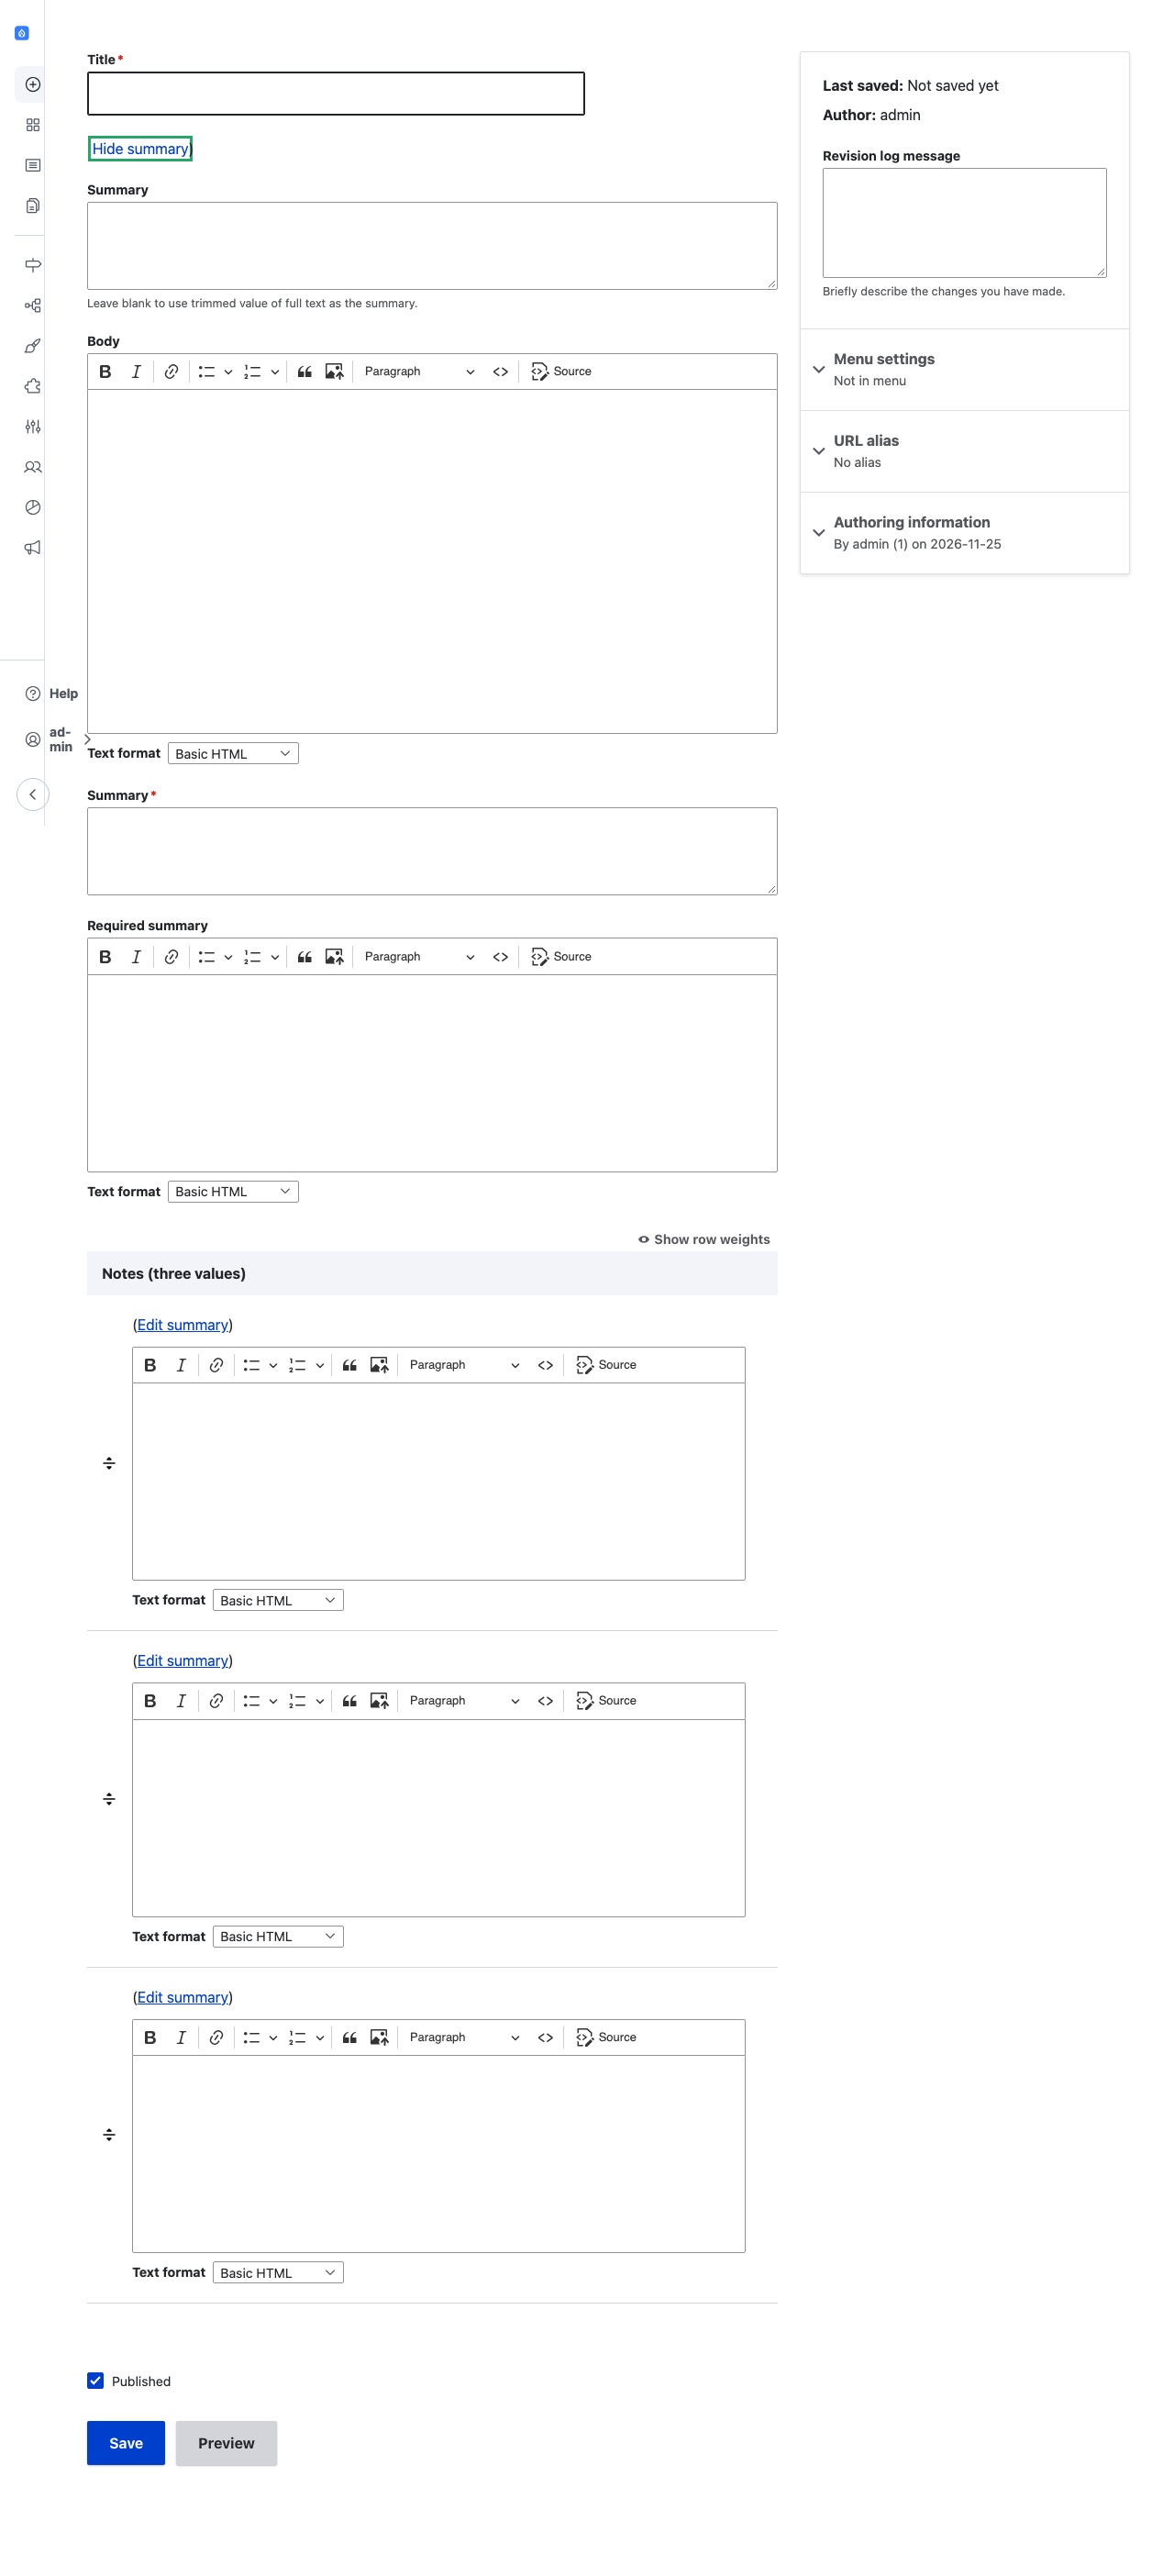 Title*
Hide summary)
Summary
Leave blank to use trimmed value of full text as the summary.
Body
B I Paragraph Source
Text format Basic HTML
Summary*
Required summary
B I Paragraph Source
Text format Basic HTML
Show row weights
Notes (three values)
(Edit summary)
B I Paragraph Source
Text format Basic HTML
(Edit summary)
B I Paragraph Source
Text format Basic HTML
(Edit summary)
B I Paragraph Source
Text format Basic HTML
Published
Save Preview
Last saved: Not saved yet
Author: admin
Revision log message
Briefly describe the changes you have made.
Menu settings
Not in menu
URL alias
No alias
Authoring information
By admin (1) on 2026-11-25
Help
ad-
min